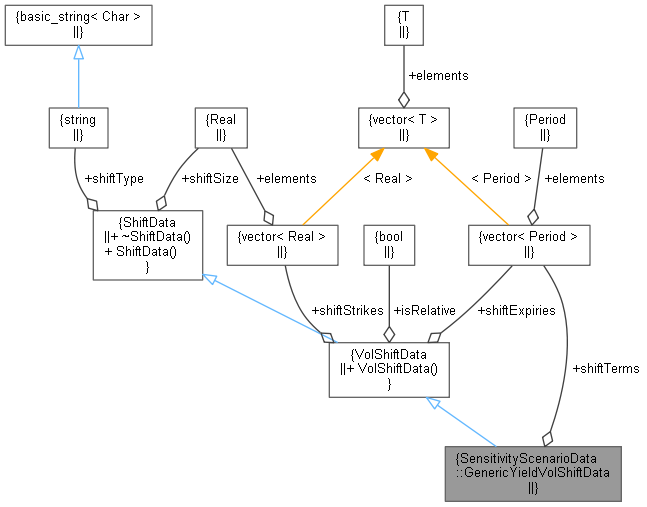 {basic_string< Char >
||}
{T
||}
+elements
{string
||}
{Real
||}
{vector< T >
||}
{Period
||}
+shiftType
+shiftSize
+elements
< Real >
< Period >
+elements
{ShiftData
||+ ~ShiftData()
+ ShiftData()
}
{vector< Real >
||}
{bool
||}
{vector< Period >
||}
+shiftStrikes
+isRelative
+shiftExpiries
{VolShiftData
||+ VolShiftData()
}
+shiftTerms
{SensitivityScenarioData
::GenericYieldVolShiftData
||}